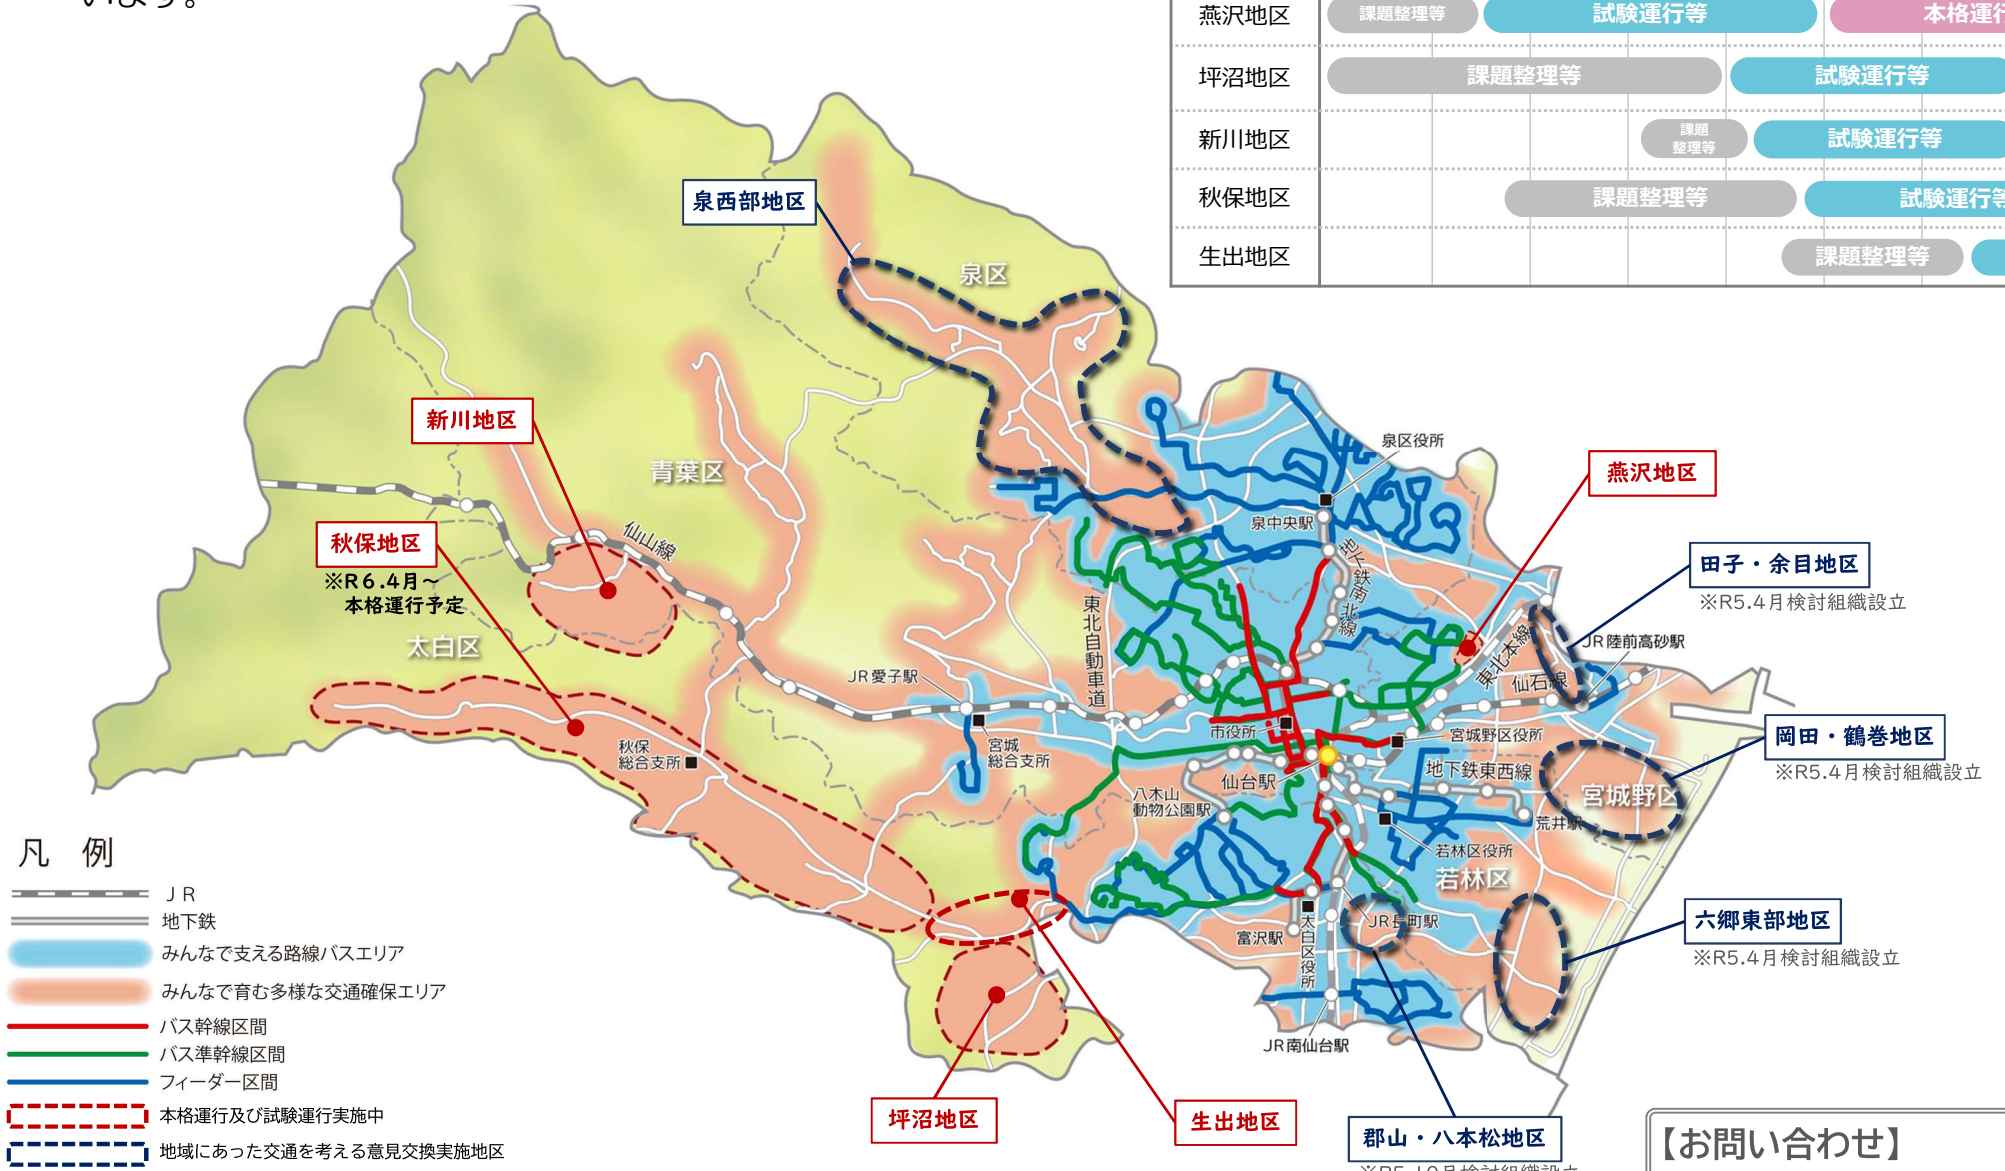 います。
燕沢地区
課題整理等
試験運行等
本格運行
坪沼地区
課題整理等
試験運行等
新川地区
課題
整理等
試験運行等
秋保地区
課題整理等
試験運行等
生出地区
課題整理等
泉西部地区
泉区
新川地区
青葉区
泉区役所
燕沢地区
泉中央駅
仙山線
秋保地区
※R6.4月~
本格運行予定
地下鉄南北線
田子・余目地区
※R5.4月検討組織設立
東北自動車道
太白区
東北本線
JR陸前高砂駅
仙石線
JR愛子駅
岡田・鶴巻地区
※R5.4月検討組織設立
市役所
宮城野区役所
秋保
総合支所
宮城
総合支所
地下鉄東西線
仙台駅
八木山
動物公園駅
宮城野区
荒井駅
若林区役所
若林区
六郷東部地区
※R5.4月検討組織設立
JR長町駅
富沢駅
太白区役所
JR南仙台駅
坪沼地区
生出地区
郡山・八本松地区
※R5.10月検討組織設立
凡 例
JR
地下鉄
みんなで支える路線バスエリア
みんなで育む多様な交通確保エリア
バス幹線区間
バス準幹線区間
フィーダー区間
本格運行及び試験運行実施中
地域にあった交通を考える意見交換実施地区
【お問い合わせ】